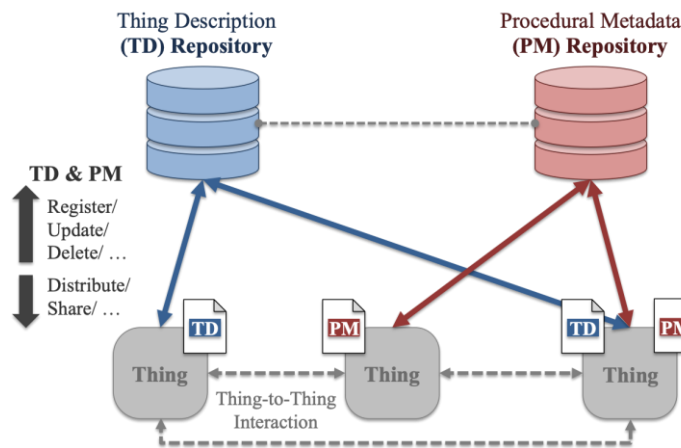 Thing Description
(TD) Repository
Procedural Metadata
(PM) Repository
TD & PM
Register/
Update/
Delete/ ...
Distribute/
Share/ ...
TD
PM
TD
PM
Thing
Thing
Thing
Thing-to-Thing
Interaction